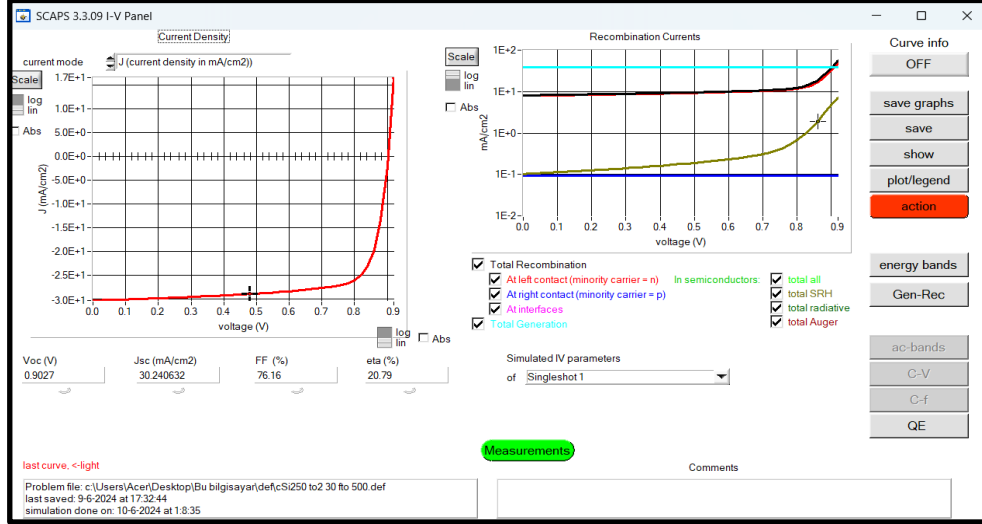 SCAPS 3.3.09 I-V Panel
Current Density
current mode
J (current density in mA/cm2))
Scale
log
lin
Abs
1.7E+1
1.0E+1
5.0E+0
0.0E+0
-5.0E+0
-1.0E+1
-1.5E+1
-2.0E+1
-2.5E+1
-3.0E+1
J (mA/cm2)
0.0 0.1 0.2 0.3 0.4 0.5 0.6 0.7 0.8 0.9
voltage (V)
log
lin
Abs
Recombination Currents
Scale
log
lin
Abs
1E+2
1E+1
1E+0
1E-1
1E-2
mA/cm2
0.0 0.1 0.2 0.3 0.4 0.5 0.6 0.7 0.8 0.9
voltage (V)
Total Recombination
At left contact (minority carrier = n) In semiconductors: total all
At right contact (minority carrier = p) total SRH
At interfaces total radiative
Total Generation total Auger
Voc (V) Jsc (mA/cm2) FF (%) eta (%)
0.9027 30.240632 76.16 20.79
Simulated IV parameters
of Singleshot 1
Curve info
OFF
save graphs
save
show
plot/legend
action
energy bands
Gen-Rec
ac-bands
C-V
C-f
QE
Measurements
last curve, <-light
Problem file: c:\Users\Acer\Desktop\Bu bilgisayar\def\cSi250 to2 30 fto 500.def
last saved: 9-6-2024 at 17:32:44
simulation done on: 10-6-2024 at 1:8:35
Comments